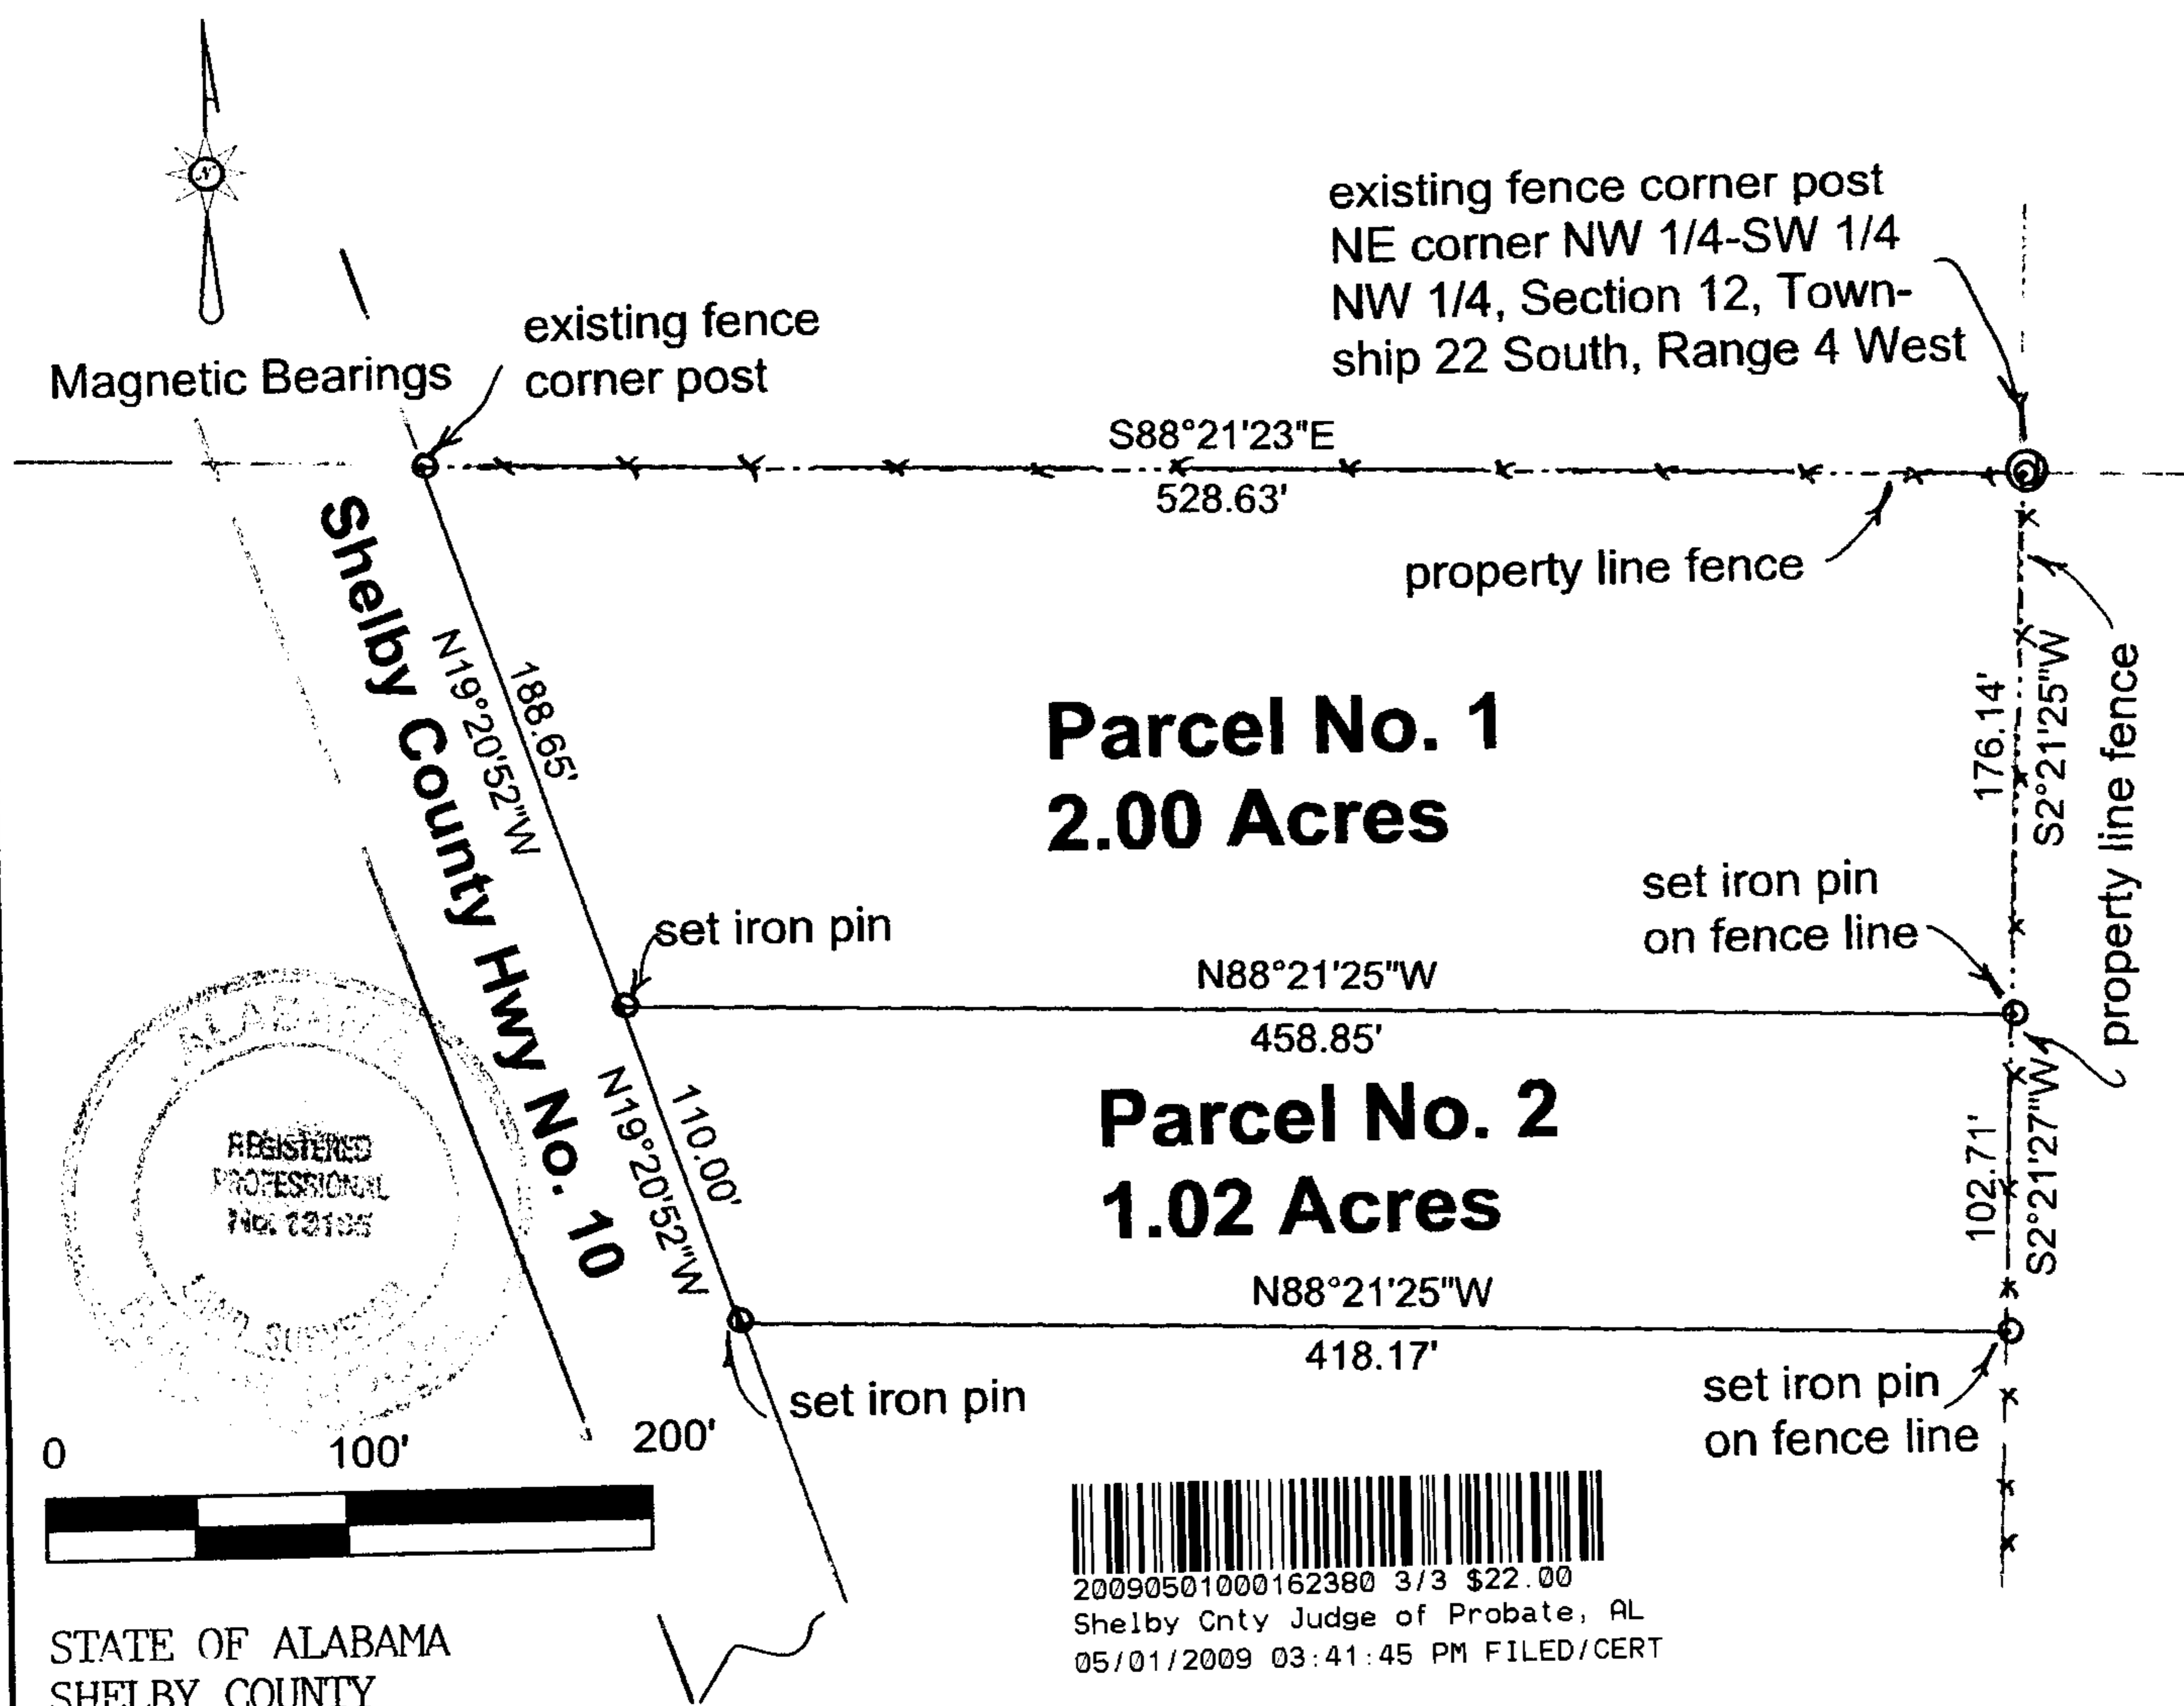 existing fence corner post
NE corner NW 1/4-SW 1/4
NW 1/4, Section 12, Town-
ship 22 South, Range 4 West
N
existing fence
corner post
Magnetic Bearings
S88°21'23"E
528.63'
property line fence
Shelby County Hwy No. 10
188.65'
N19°20'52"W
Parcel No. 1
2.00 Acres
176.14'
S2°21'25"W
property line fence
set iron pin
set iron pin
on fence line
N88°21'25"W
458.85'
110.00'
N19°20'52"W
Parcel No. 2
1.02 Acres
102.71'
S2°21'27"W
N88°21'25"W
418.17'
set iron pin
set iron pin
on fence line
ALABAMA
REGISTERED
PROFESSIONAL
No.
LAND SURVEYOR
0 100' 200'
20090501000162380 3/3 $22.00
Shelby Cnty Judge of Probate, AL
05/01/2009 03:41:45 PM FILED/CERT
STATE OF ALABAMA
SHELBY COUNTY